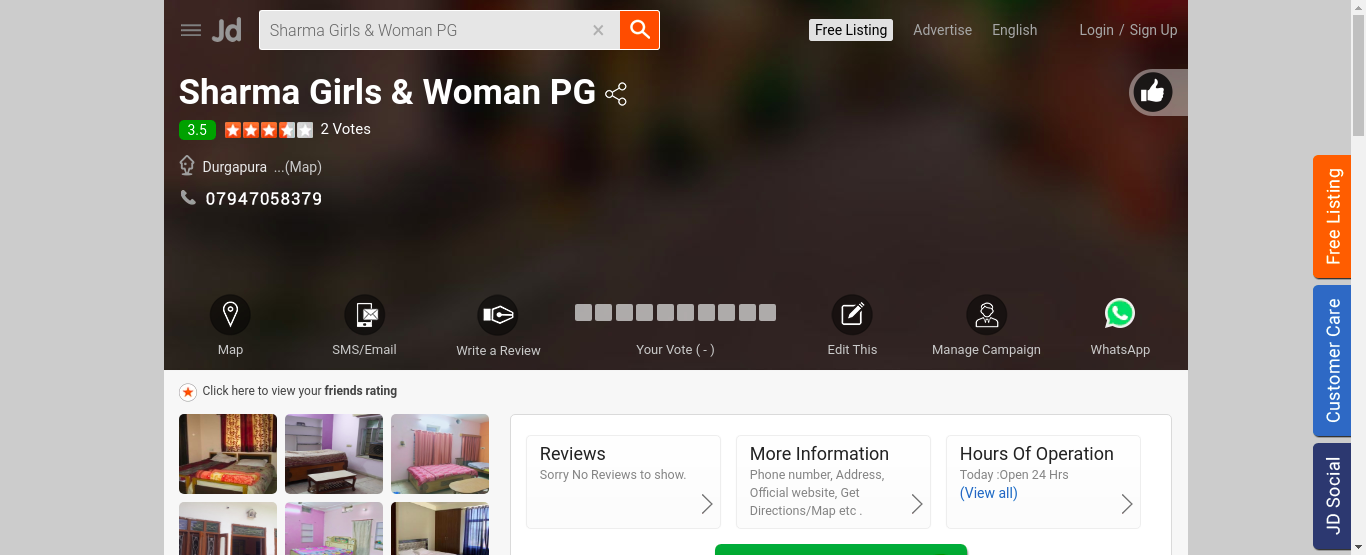 Jd
Sharma Girls & Woman PG
Free Listing
Advertise
English
Login / Sign Up
Sharma Girls & Woman PG
3.5
2 Votes
Durgapura ...(Map)
07947058379
Map
SMS/Email
Write a Review
Your Vote ( - )
Edit This
Manage Campaign
WhatsApp
Click here to view your friends rating
Reviews
Sorry No Reviews to show.
More Information
Phone number, Address,
Official website, Get
Directions/Map etc .
Hours Of Operation
Today :Open 24 Hrs
(View all)
Free Listing
Customer Care
JD Social